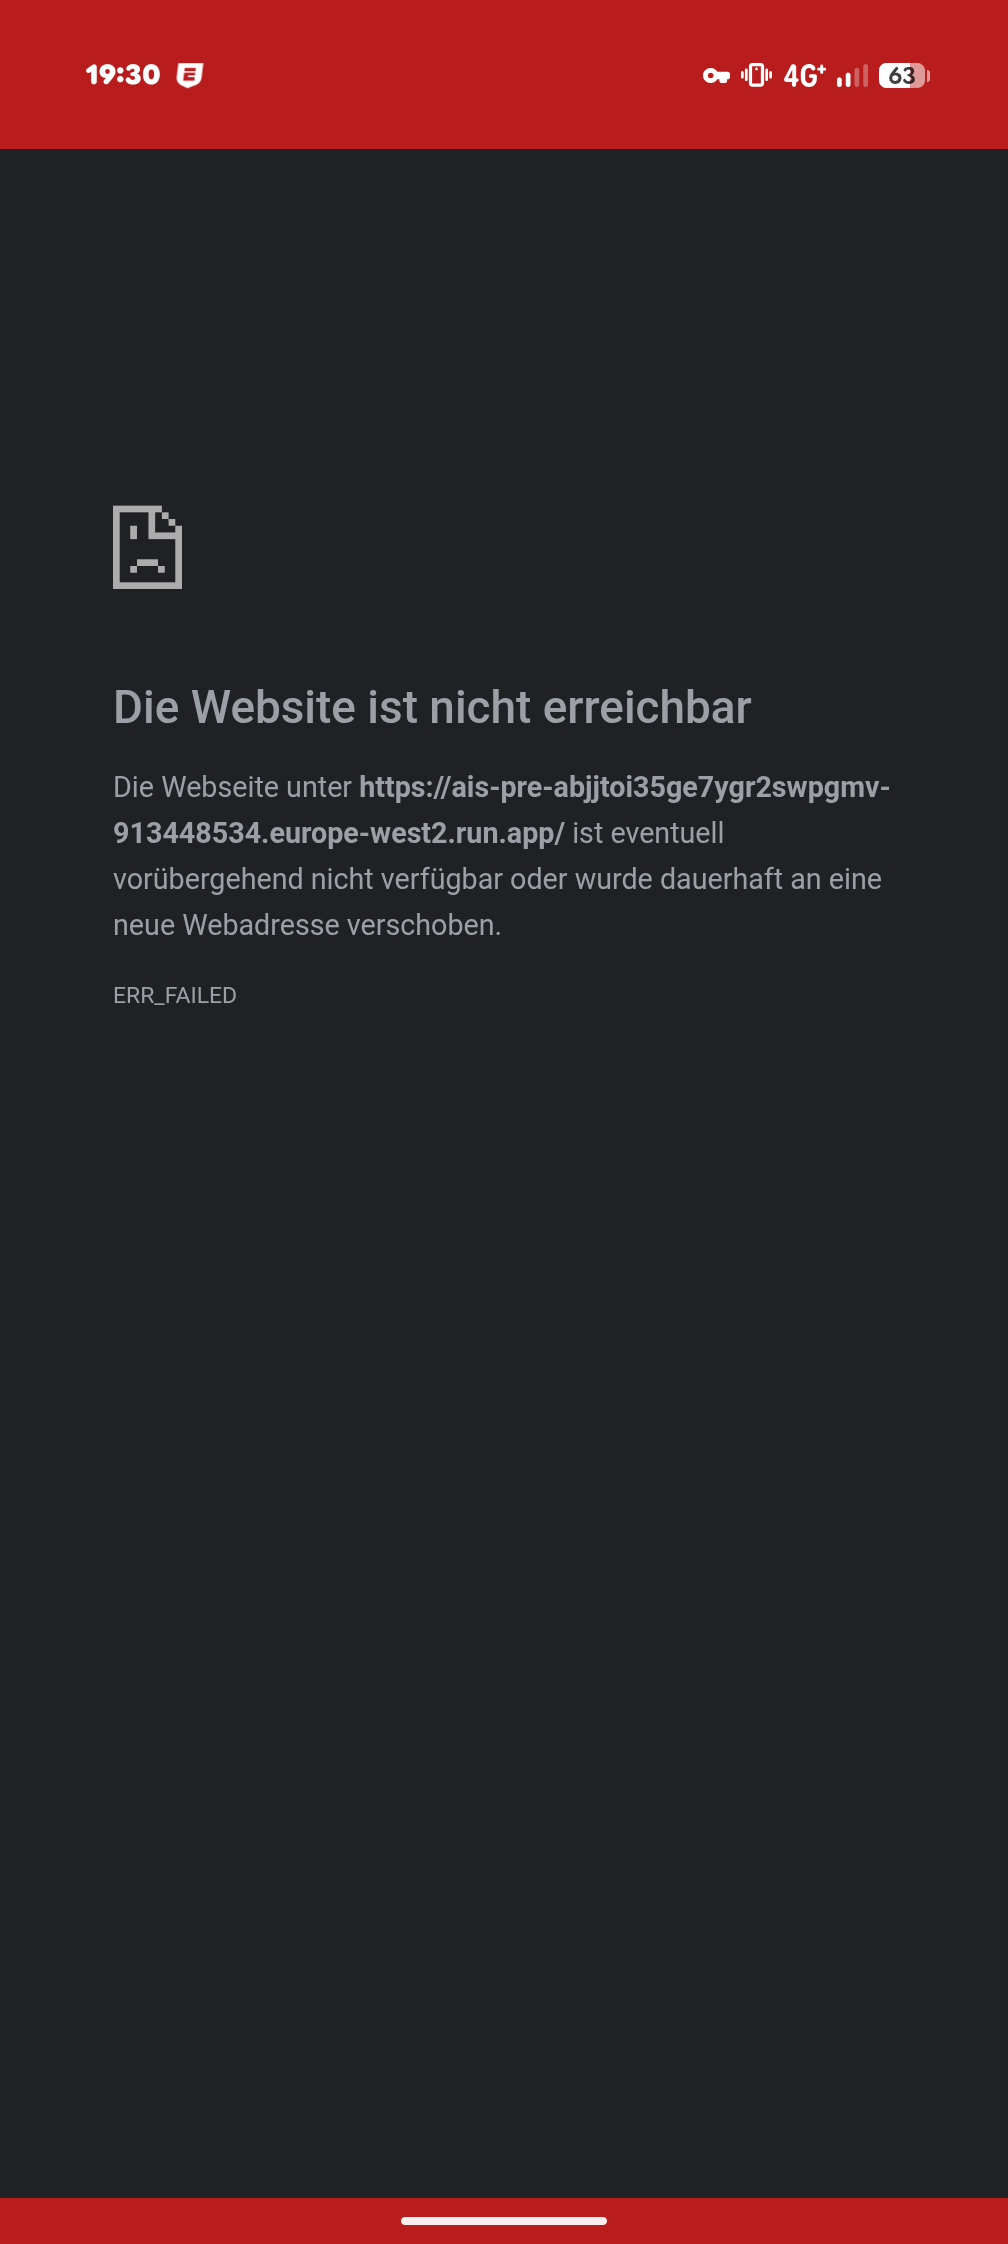 19:30
4G+
63
Die Website ist nicht erreichbar
Die Webseite unter https://ais-pre-abjjtoi35ge7ygr2swpgmv-
913448534.europe-west2.run.app/ ist eventuell
vorübergehend nicht verfügbar oder wurde dauerhaft an eine
neue Webadresse verschoben.
ERR_FAILED